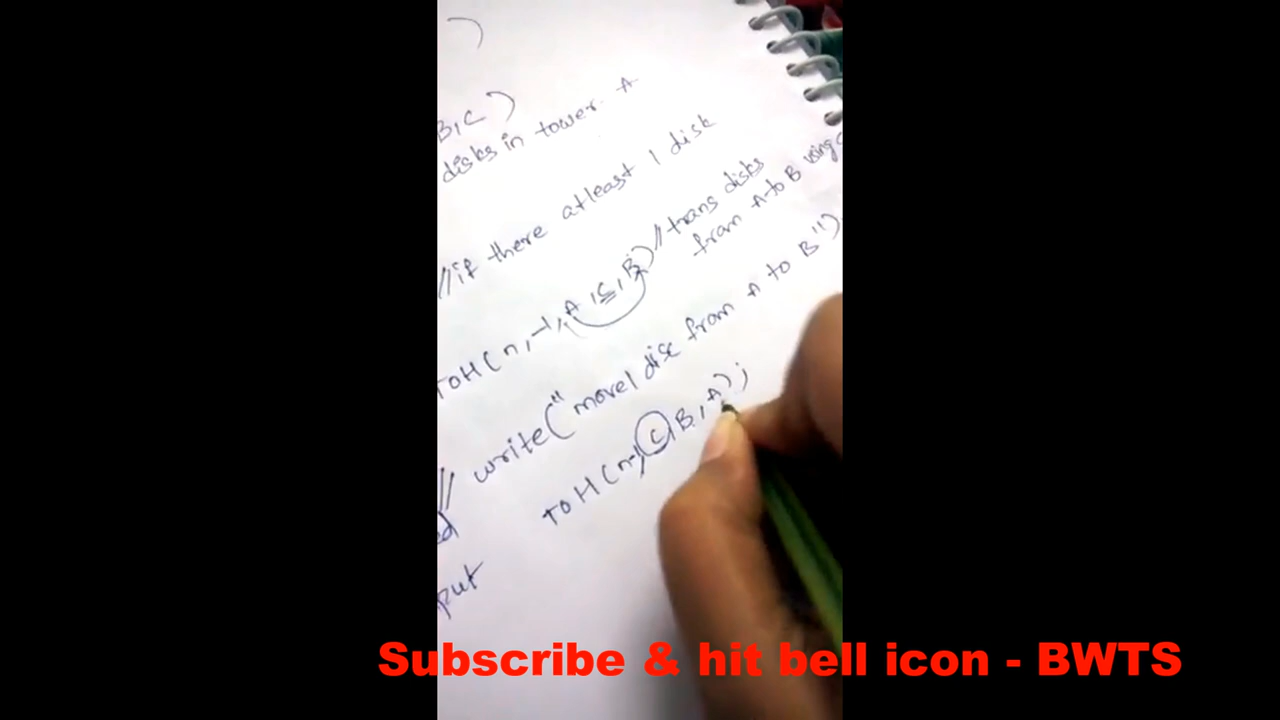 )
B, C )
disks in tower. A
//if there atleast 1 disk
TOH(n,-1, A, C, B); //trans disks
from A to B using
// write("move1 disc from A to B")
TOH(n-1, C, B, A);
put
Subscribe & hit bell icon - BWTS